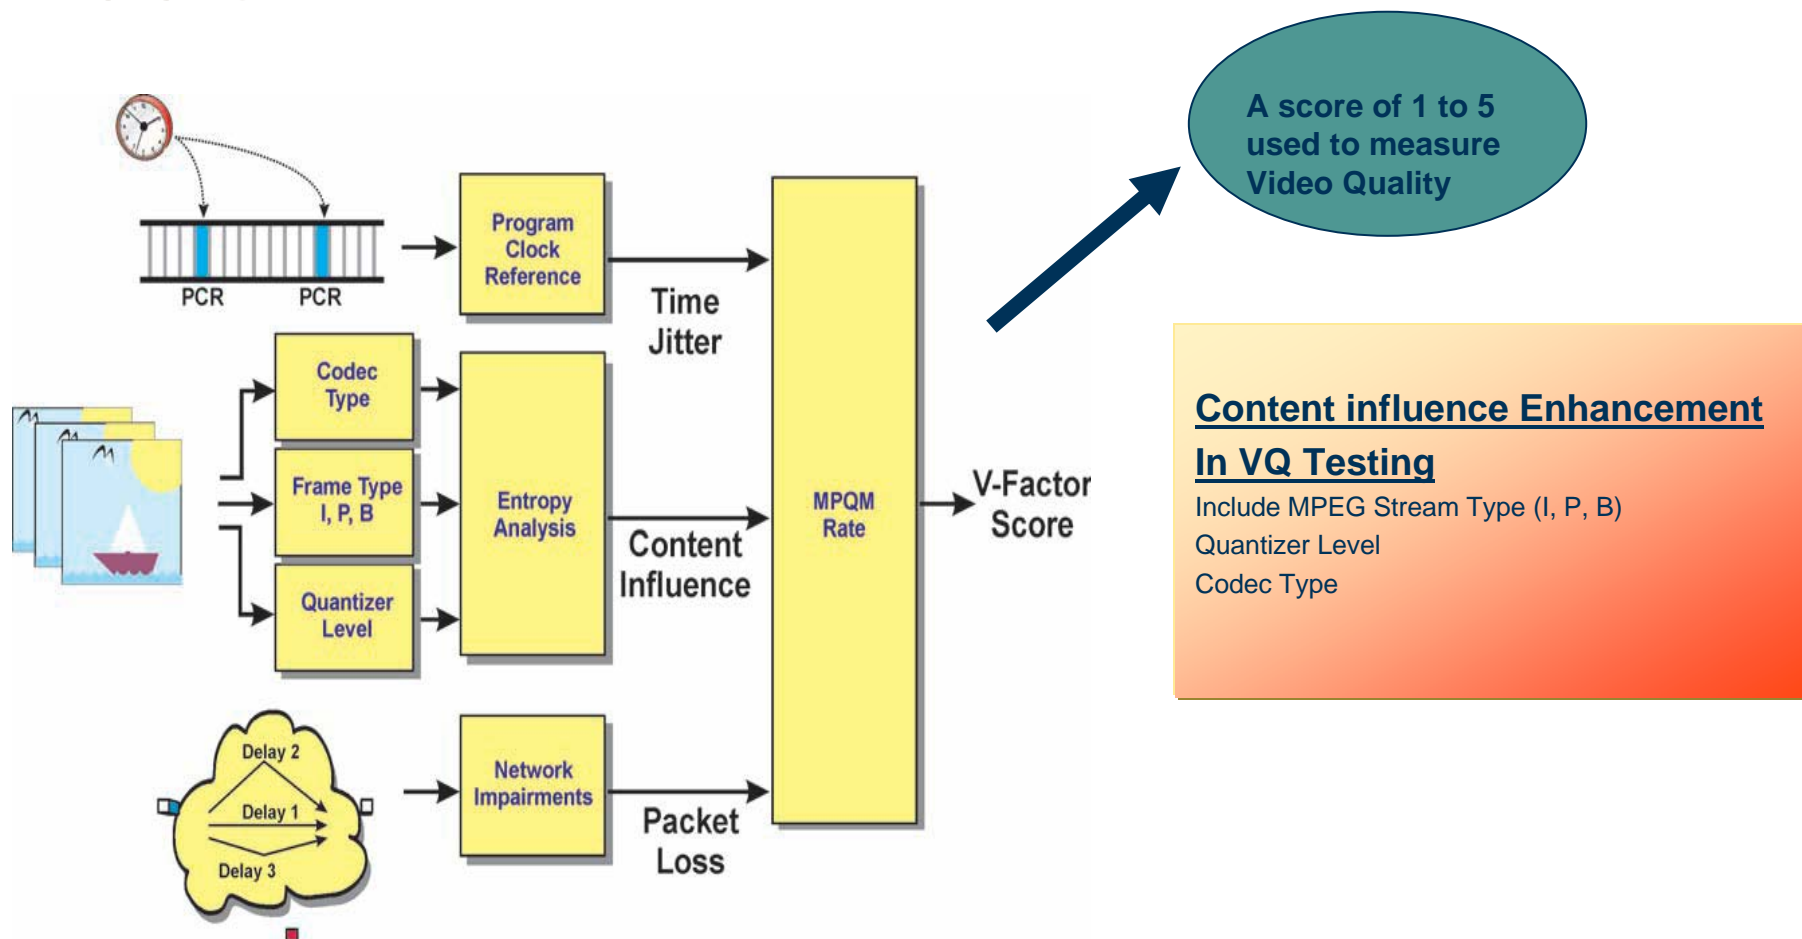 A score of 1 to 5
used to measure
Video Quality
PCR
PCR
Program
Clock
Reference
Time
Jitter
Codec
Type
Frame Type
I, P, B
Quantizer
Level
Entropy
Analysis
Content
Influence
MPQM
Rate
V-Factor
Score
Delay 2
Delay 1
Delay 3
Network
Impairments
Packet
Loss
Content influence Enhancement
In VQ Testing
Include MPEG Stream Type (I, P, B)
Quantizer Level
Codec Type